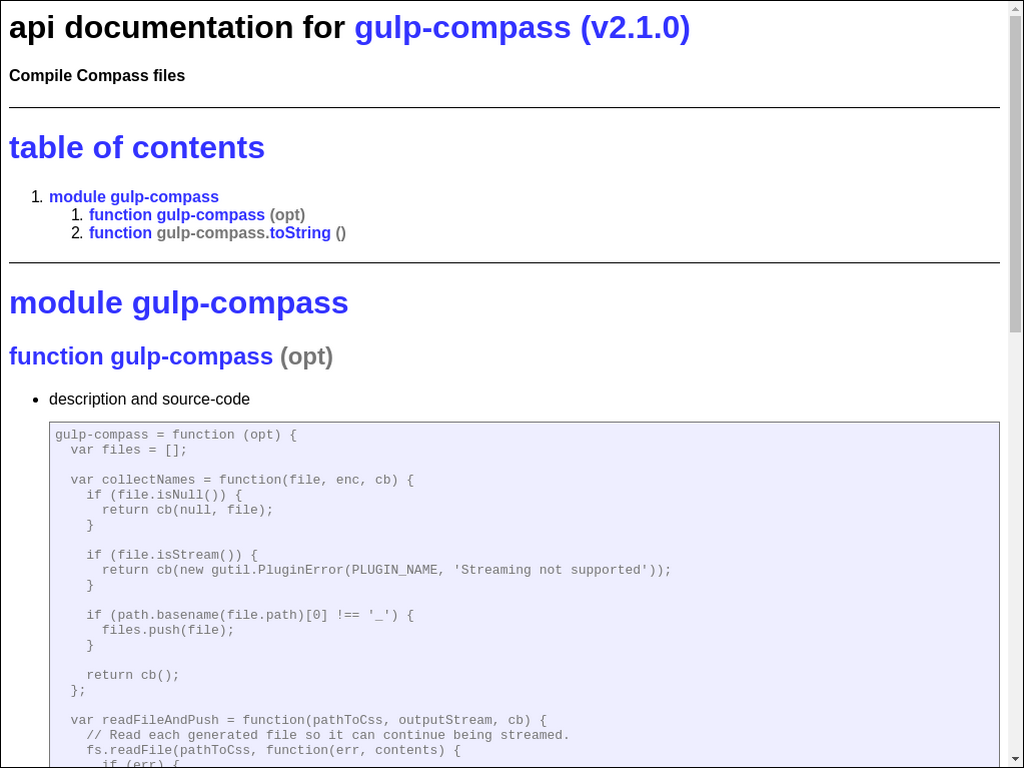 api documentation for gulp-compass (v2.1.0)
Compile Compass files
table of contents
1. module gulp-compass
1. function gulp-compass (opt)
2. function gulp-compass.toString ()
module gulp-compass
function gulp-compass (opt)
• description and source-code
gulp-compass = function (opt) {
  var files = [];
  var collectNames = function(file, enc, cb) {
    if (file.isNull()) {
      return cb(null, file);
    }
    if (file.isStream()) {
      return cb(new gutil.PluginError(PLUGIN_NAME, 'Streaming not supported'));
    }
    if (path.basename(file.path)[0] !== '_') {
      files.push(file);
    }
    return cb();
  };
  var readFileAndPush = function(pathToCss, outputStream, cb) {
    // Read each generated file so it can continue being streamed.
    fs.readFile(pathToCss, function(err, contents) {
      if (err) {